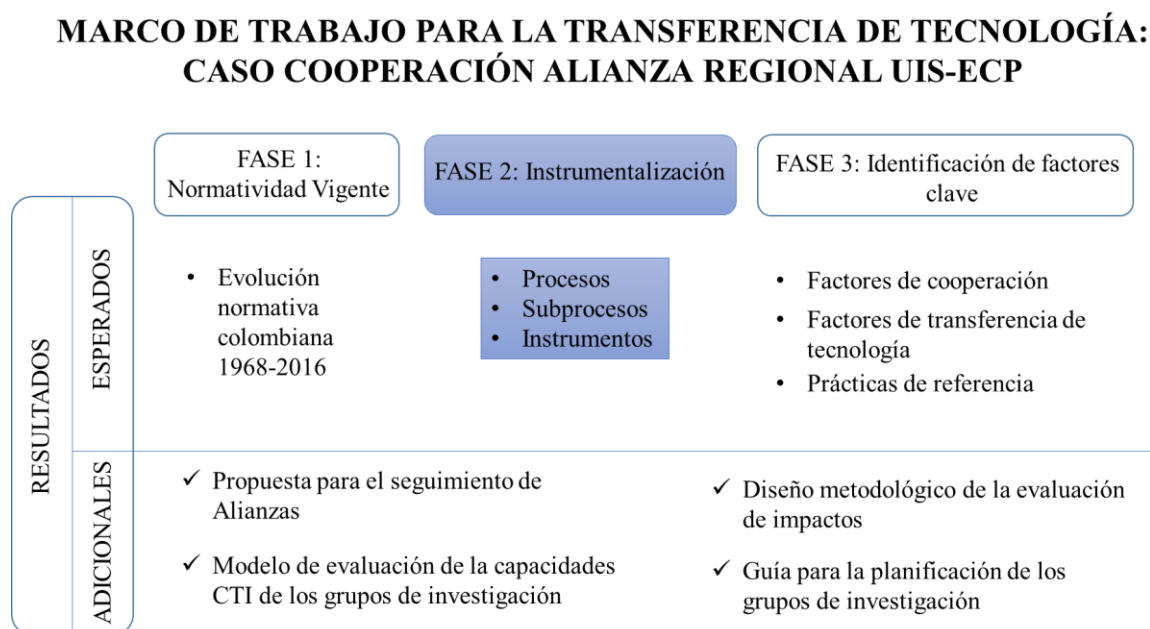 MARCO DE TRABAJO PARA LA TRANSFERENCIA DE TECNOLOGÍA:
CASO COOPERACIÓN ALIANZA REGIONAL UIS-ECP
FASE 1:
Normatividad Vigente
FASE 2: Instrumentalización
FASE 3: Identificación de factores
clave
RESULTADOS
ESPERADOS
• Evolución
normativa
colombiana
1968-2016
• Procesos
• Subprocesos
• Instrumentos
• Factores de cooperación
• Factores de transferencia de
tecnología
• Prácticas de referencia
ADICIONALES
✓ Propuesta para el seguimiento de
Alianzas
✓ Modelo de evaluación de la capacidades
CTI de los grupos de investigación
✓ Diseño metodológico de la evaluación
de impactos
✓ Guía para la planificación de los
grupos de investigación